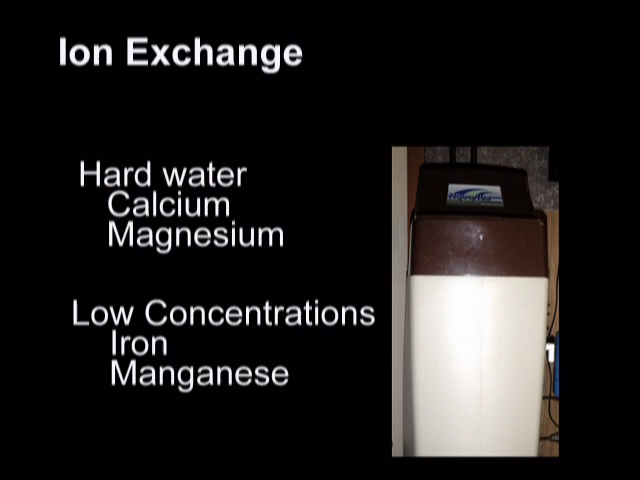 Ion Exchange
Hard water
Calcium
Magnesium
Low Concentrations
Iron
Manganese